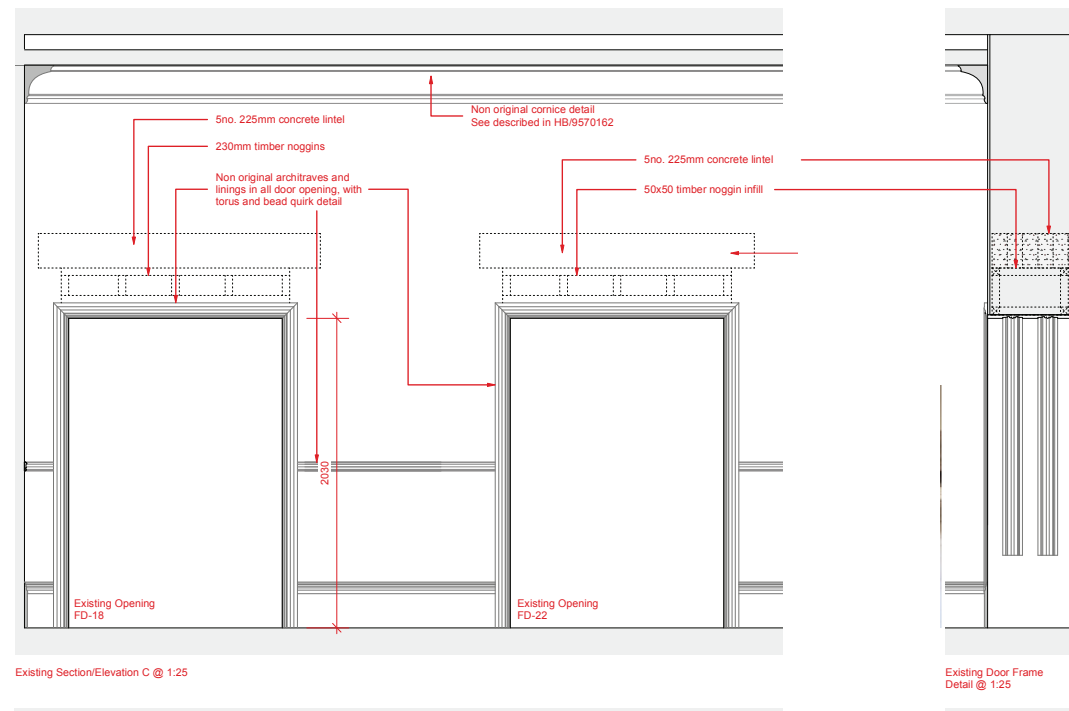 Non original cornice detail
See described in HB/9570162
5no. 225mm concrete lintel
230mm timber noggins
Non original architraves and
linings in all door opening, with
torus and bead quirk detail
5no. 225mm concrete lintel
50x50 timber noggin infill
2030
Existing Opening
FD-18
Existing Opening
FD-22
Existing Section/Elevation C @ 1:25
Existing Door Frame
Detail @ 1:25